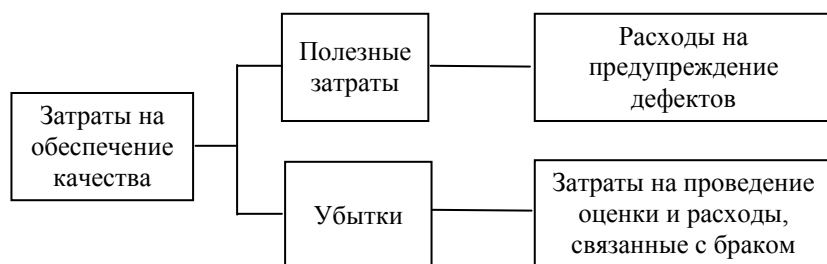 Затраты на
обеспечение
качества
Полезные
затраты
Расходы на
предупреждение
дефектов
Убытки
Затраты на проведение
оценки и расходы,
связанные с браком